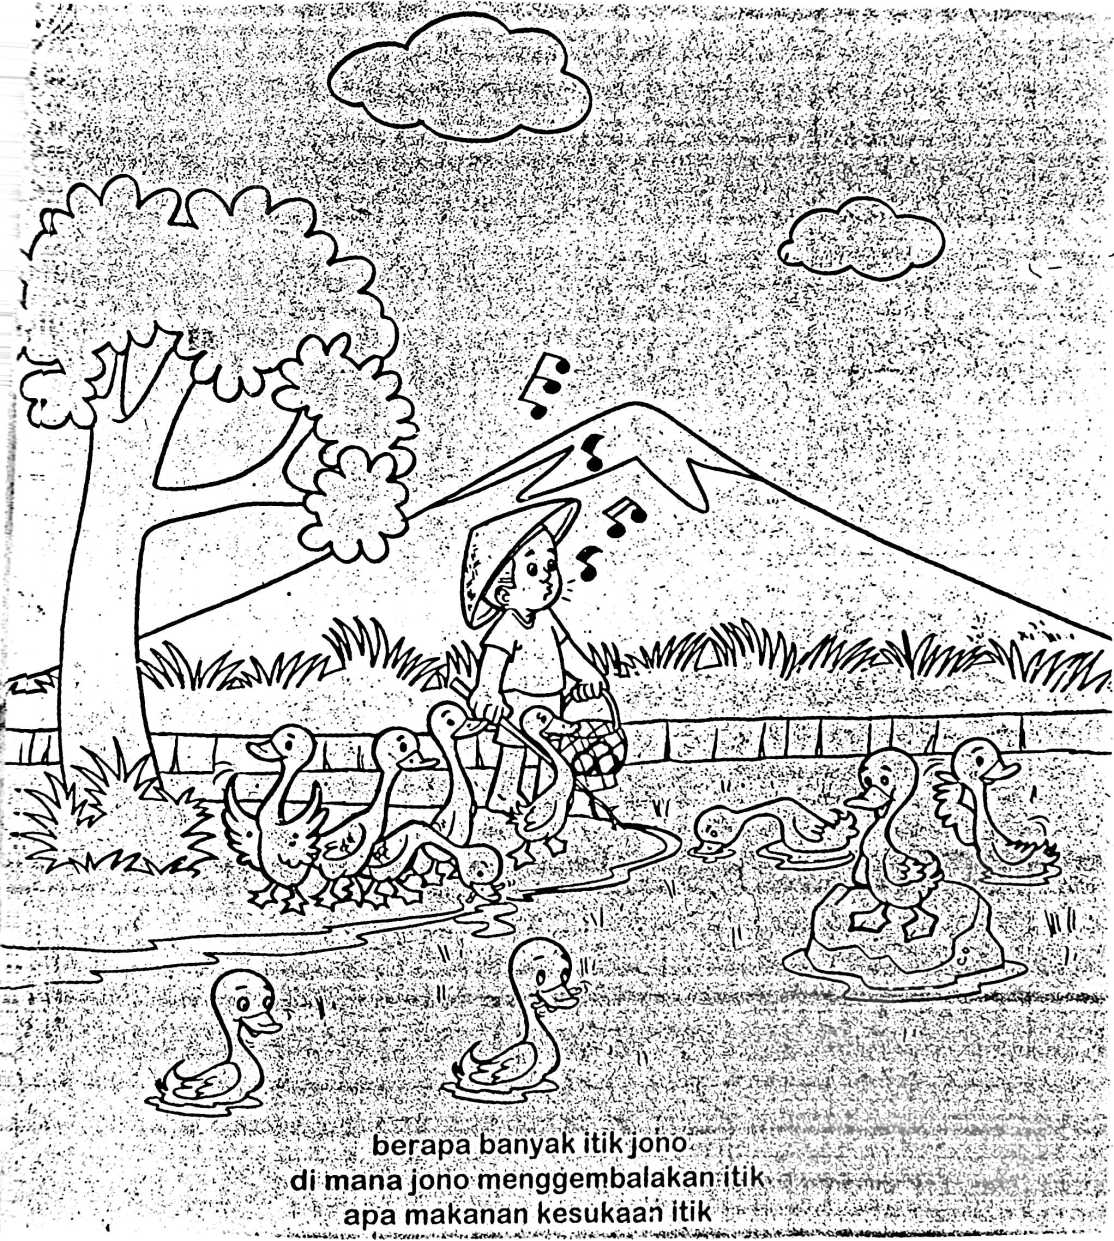 berapa banyak itik jono
di mana jono menggembalakan itik
apa makanan kesukaan itik